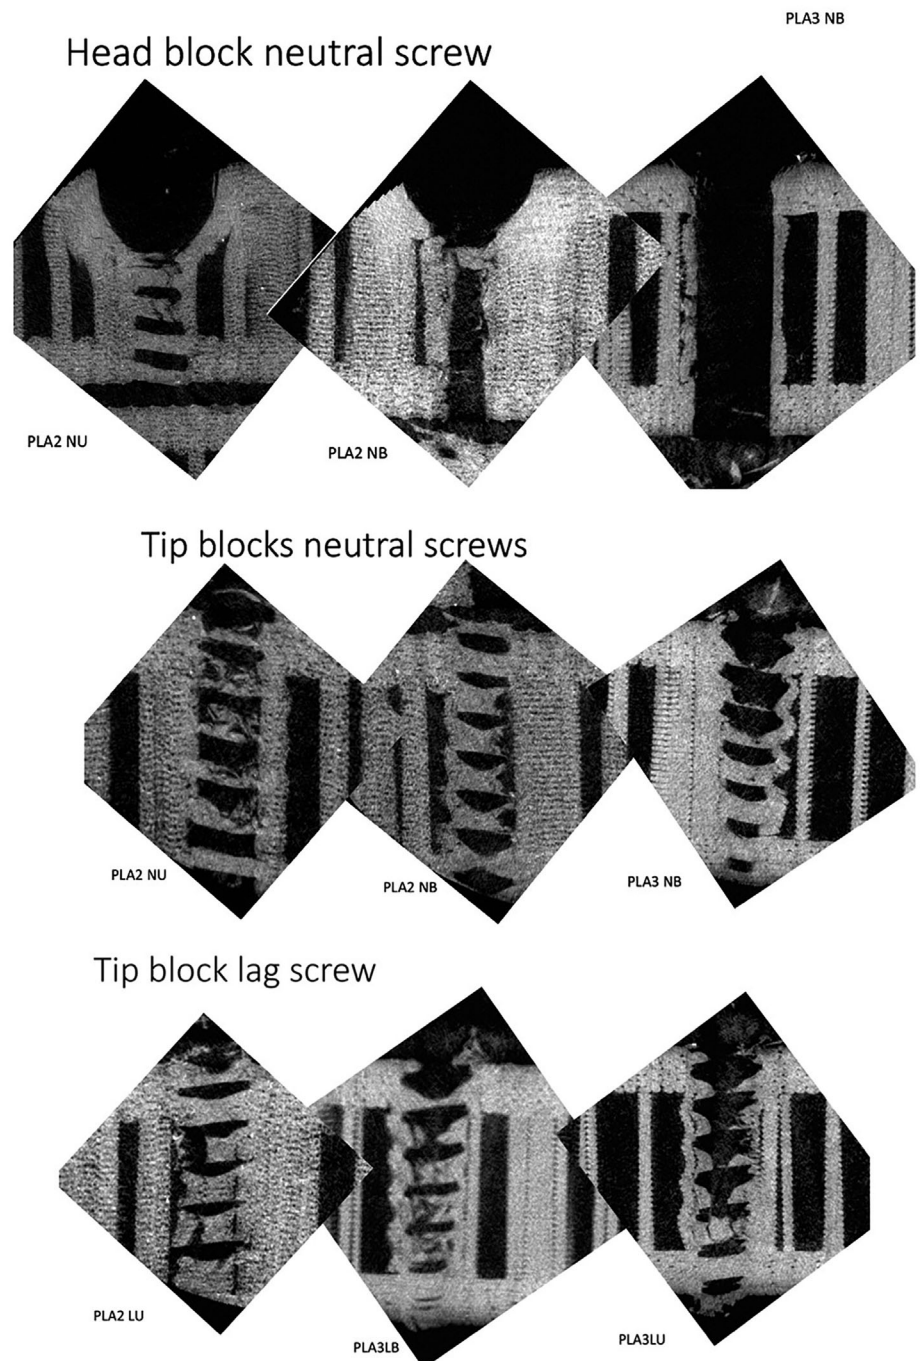 PLA3 NB
Head block neutral screw
PLA2 NU
PLA2 NB
Tip blocks neutral screws
PLA2 NU
PLA2 NB
PLA3 NB
Tip block lag screw
PLA2 LU
PLA3LB
PLA3LU